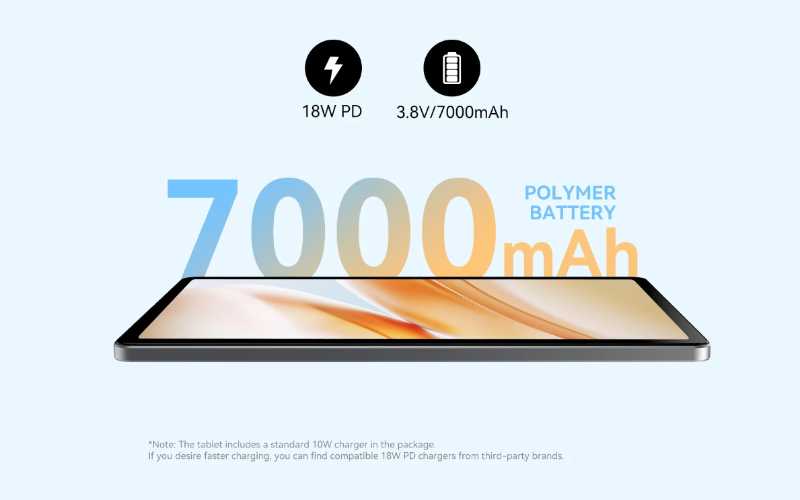 18W PD
3.8V/7000mAh
7000mAh
POLYMER
BATTERY
*Note: The tablet includes a standard 10W charger in the package.
If you desire faster charging, you can find compatible 18W PD chargers from third-party brands.